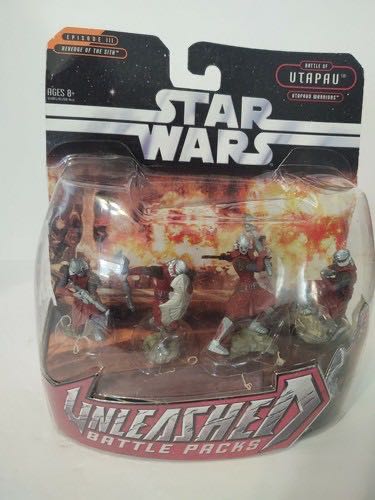 EPISODE III
REVENGE OF THE SITH
BATTLE OF
UTAPAU
UTAPAUN WARRIORS
AGES 8+
STAR
WARS
UNLEASHED
BATTLE PACKS